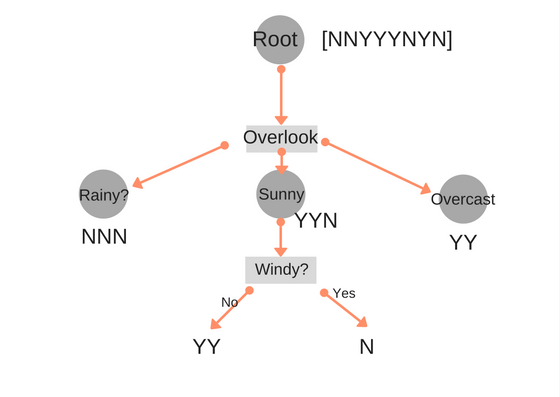 Root [NNYYYNYN]
Overlook
Rainy?
Sunny
Overcast
NNN
YYN
YY
Windy?
No
Yes
YY
N